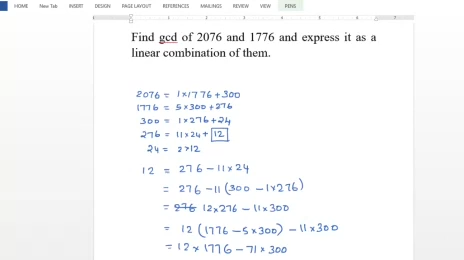 HOME New Tab INSERT DESIGN PAGE LAYOUT REFERENCES MAILINGS REVIEW VIEW PENS
Find gcd of 2076 and 1776 and express it as a
linear combination of them.
2076 = 1×1776+300
1776 = 5×300+276
300 = 1×276+24
276 = 11×24+12
24 = 2×12
12 = 276-11×24
= 276-11(300-1×276)
= 276 12×276-11×300
= 12(1776-5×300)-11×300
= 12×1776-71×300